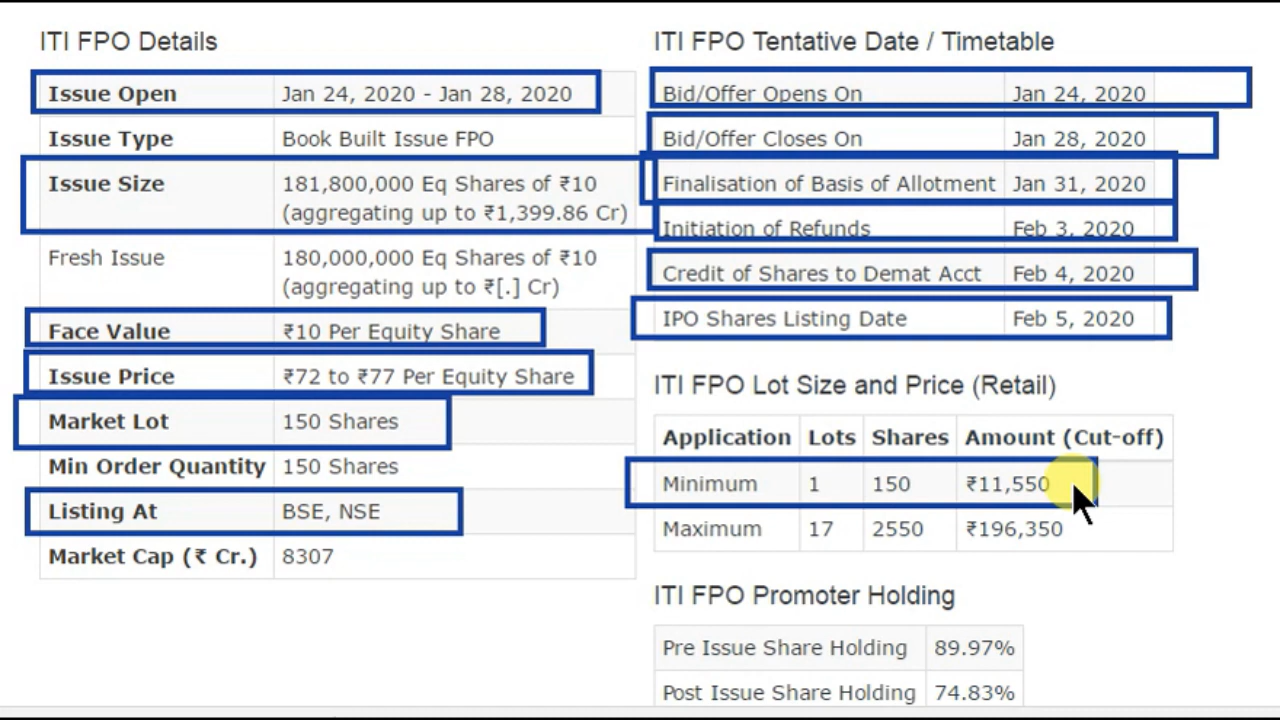 ITI FPO Details
Issue Open Jan 24, 2020 - Jan 28, 2020
Issue Type Book Built Issue FPO
Issue Size 181,800,000 Eq Shares of ₹10
(aggregating up to ₹1,399.86 Cr)
Fresh Issue 180,000,000 Eq Shares of ₹10
(aggregating up to ₹[.] Cr)
Face Value ₹10 Per Equity Share
Issue Price ₹72 to ₹77 Per Equity Share
Market Lot 150 Shares
Min Order Quantity 150 Shares
Listing At BSE, NSE
Market Cap (₹ Cr.) 8307
ITI FPO Tentative Date / Timetable
Bid/Offer Opens On Jan 24, 2020
Bid/Offer Closes On Jan 28, 2020
Finalisation of Basis of Allotment Jan 31, 2020
Initiation of Refunds Feb 3, 2020
Credit of Shares to Demat Acct Feb 4, 2020
IPO Shares Listing Date Feb 5, 2020
ITI FPO Lot Size and Price (Retail)
Application Lots Shares Amount (Cut-off)
Minimum 1 150 ₹11,550
Maximum 17 2550 ₹196,350
ITI FPO Promoter Holding
Pre Issue Share Holding 89.97%
Post Issue Share Holding 74.83%